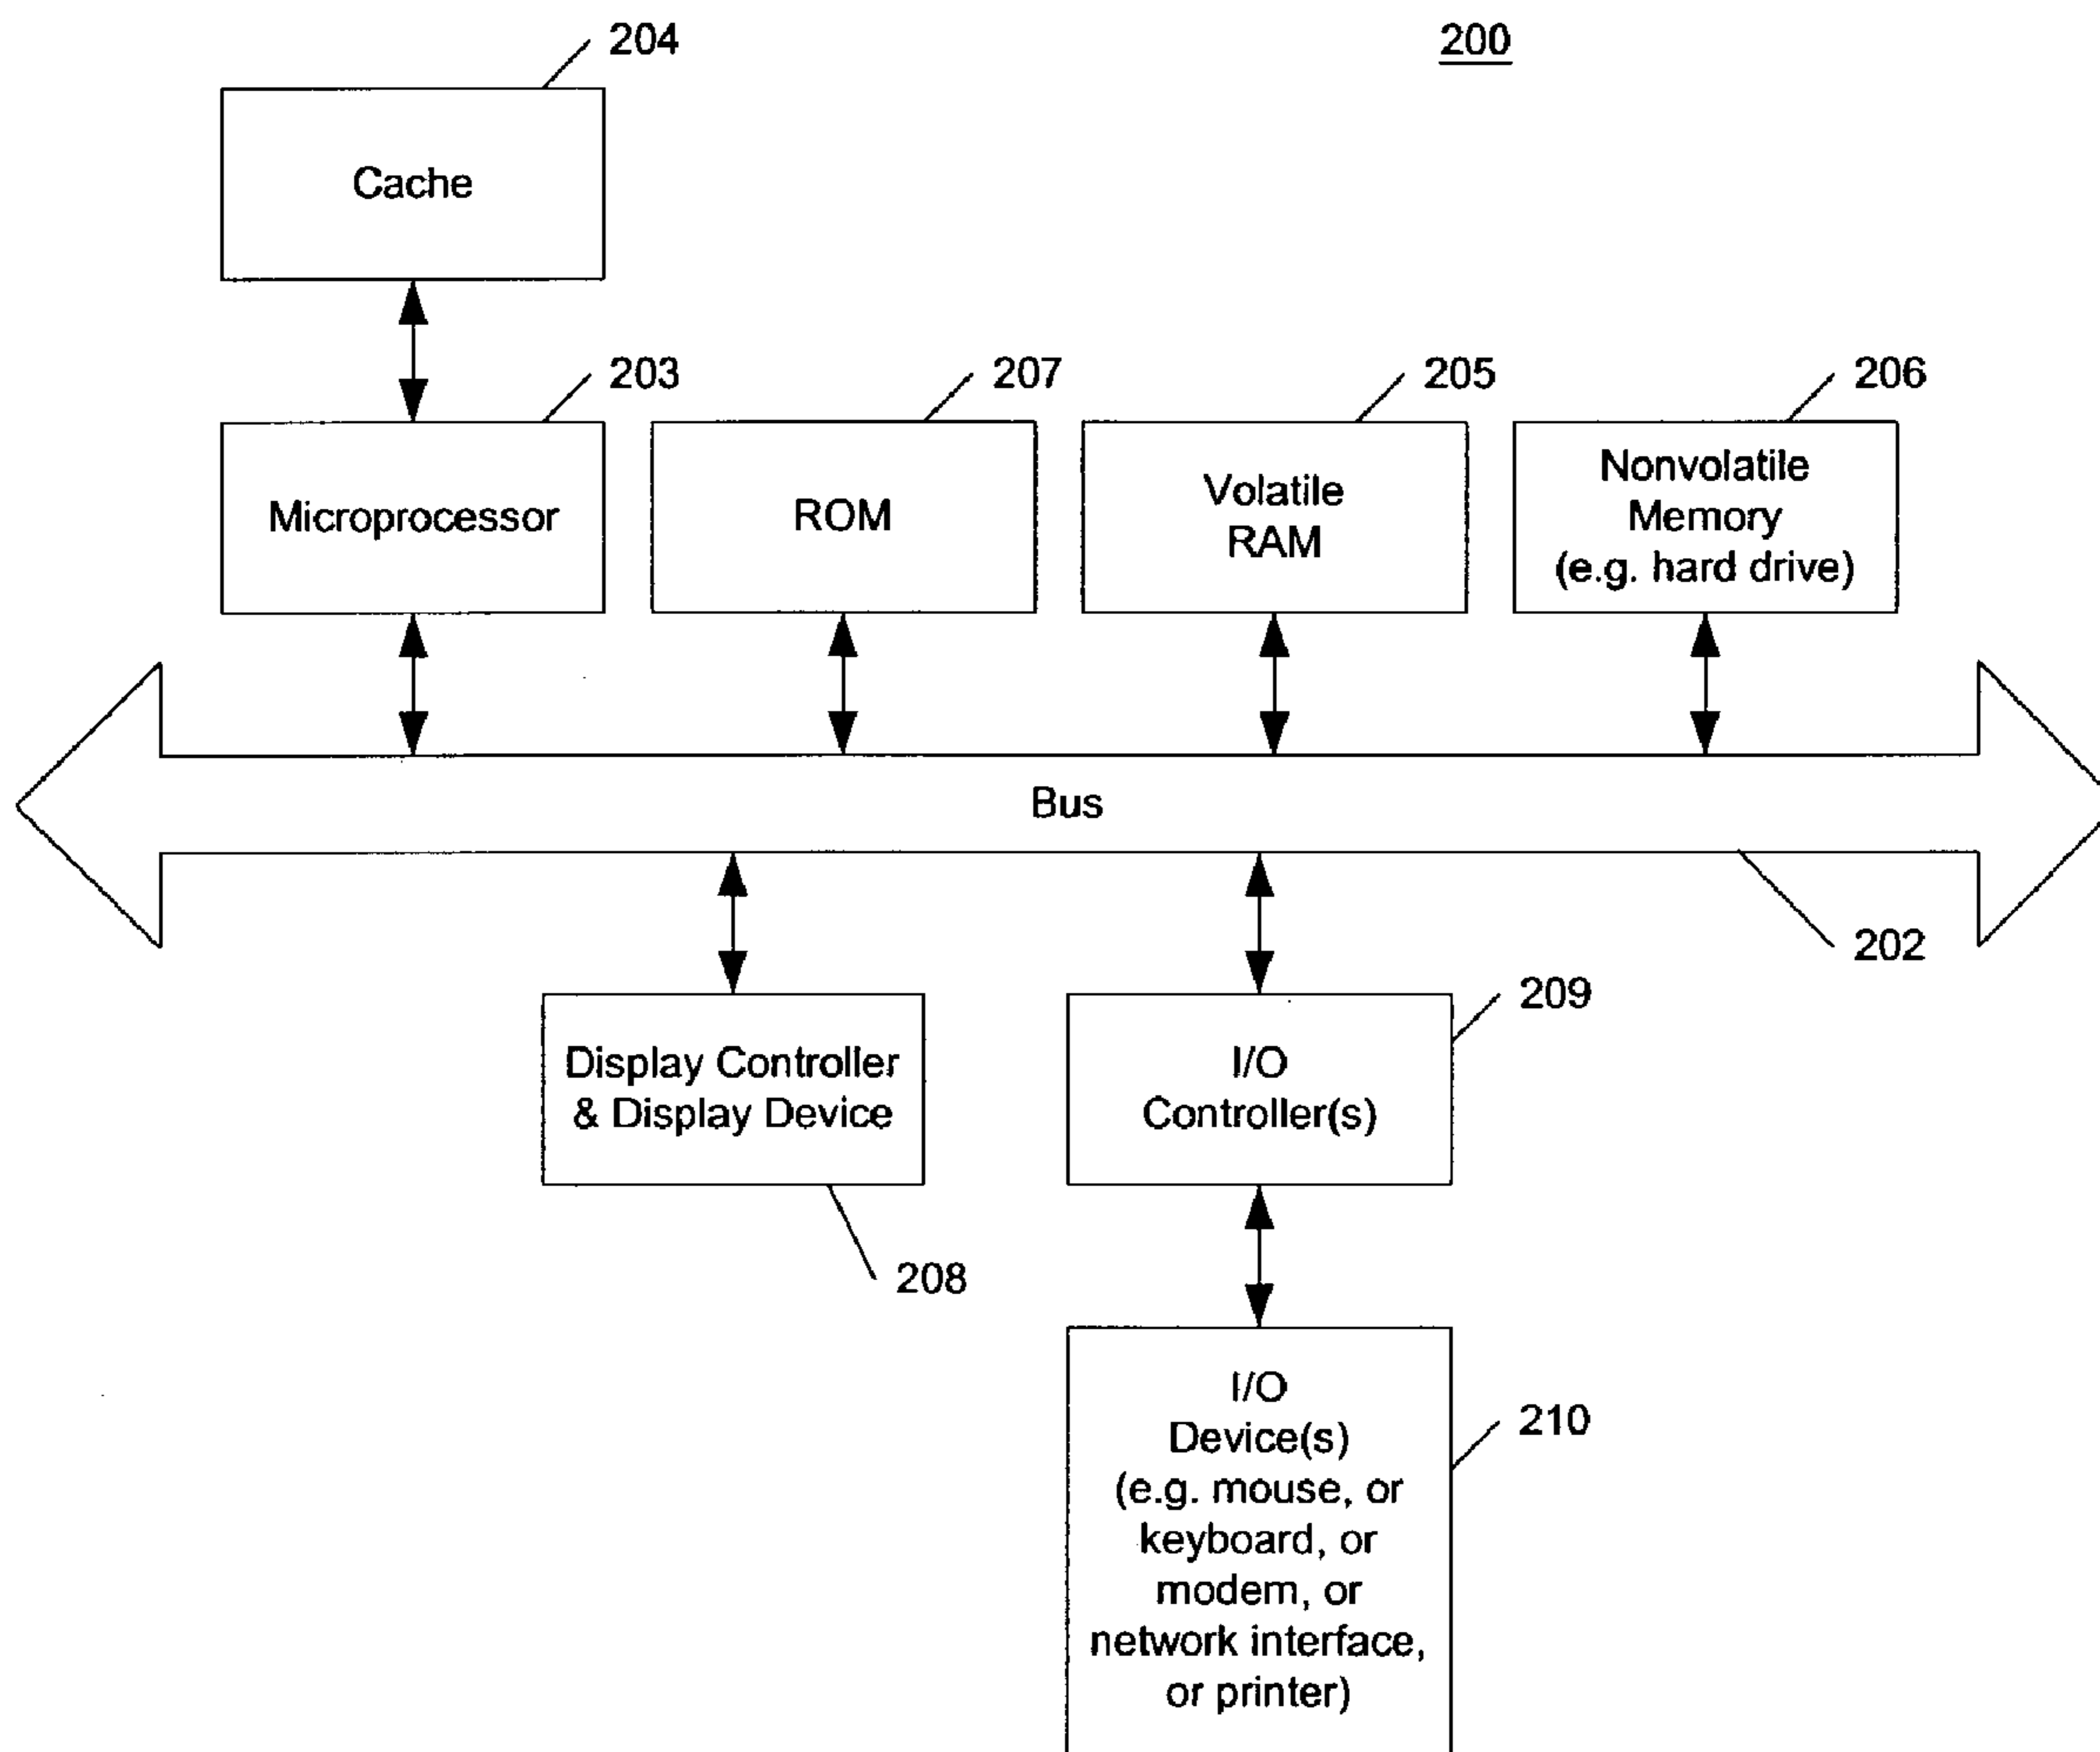 204
200
Cache
203
207
205
206
Microprocessor
ROM
Volatile
RAM
Nonvolatile
Memory
(e.g. hard drive)
Bus
202
209
Display Controller
& Display Device
I/O
Controller(s)
208
I/O
Device(s)
(e.g. mouse, or
keyboard, or
modem, or
network interface,
or printer)
210